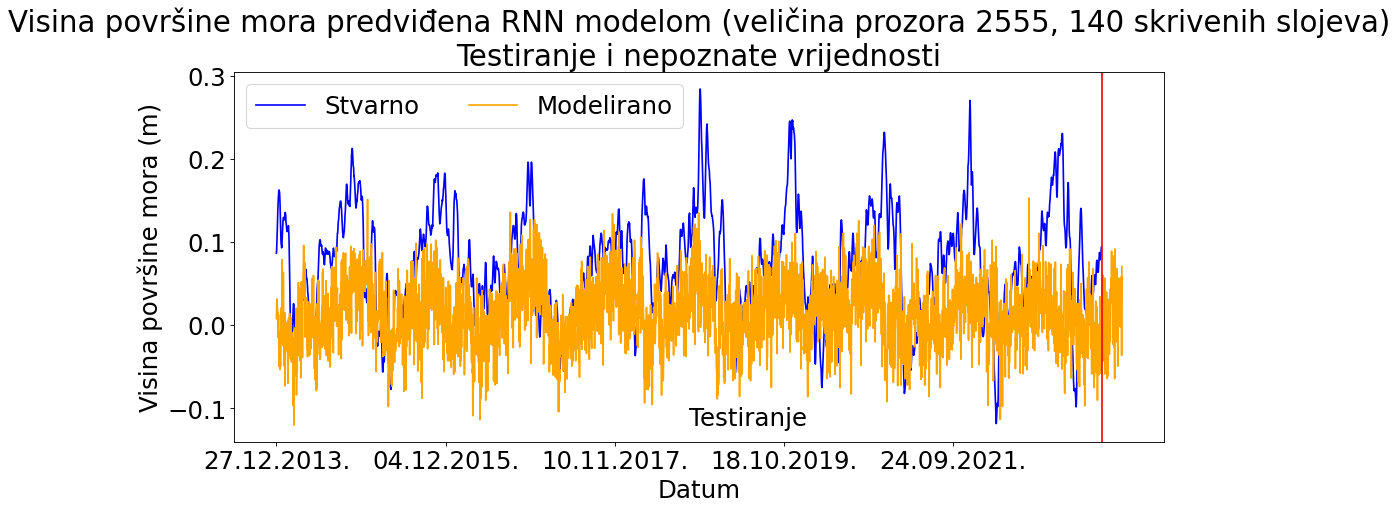 Visina površine mora predviđena RNN modelom (veličina prozora 2555, 140 skrivenih slojeva)
Testiranje i nepoznate vrijednosti
Stvarno
Modelirano
Visina površine mora (m)
0.3
0.2
0.1
0.0
−0.1
Testiranje
27.12.2013.
04.12.2015.
10.11.2017.
18.10.2019.
24.09.2021.
Datum